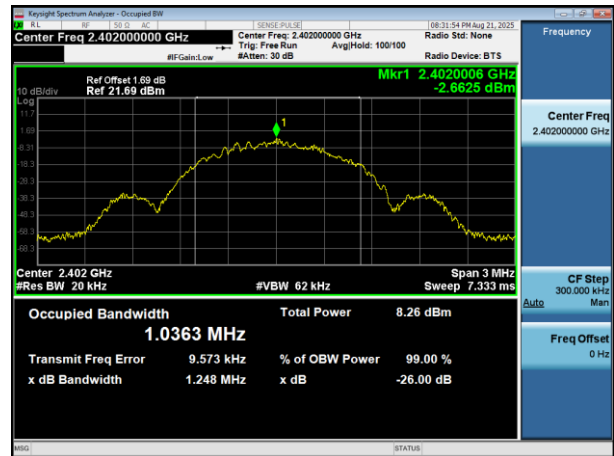 Keysight Spectrum Analyzer - Occupied BW
RL RF 50 Ω AC SENSE:PULSE 08:31:54 PM Aug 21, 2025
Center Freq 2.402000000 GHz Center Freq: 2.402000000 GHz Radio Std: None
Trig: Free Run Avg|Hold: 100/100
#IFGain:Low #Atten: 30 dB Radio Device: BTS
Ref Offset 1.69 dB Mkr1 2.4020006 GHz
10 dB/div Ref 21.69 dBm -2.6625 dBm
Log
11.7
1
1.69
-8.31
-18.3
-28.3
-38.3
-48.3
-58.3
-68.3
Center 2.402 GHz Span 3 MHz
#Res BW 20 kHz #VBW 62 kHz Sweep 7.333 ms
Occupied Bandwidth Total Power 8.26 dBm
1.0363 MHz
Transmit Freq Error 9.573 kHz % of OBW Power 99.00 %
x dB Bandwidth 1.248 MHz x dB -26.00 dB
Frequency
Center Freq
2.402000000 GHz
CF Step
300.000 kHz
Auto Man
Freq Offset
0 Hz
MSG STATUS